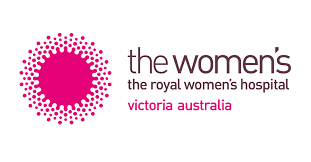 the women's
the royal women's hospital
victoria australia